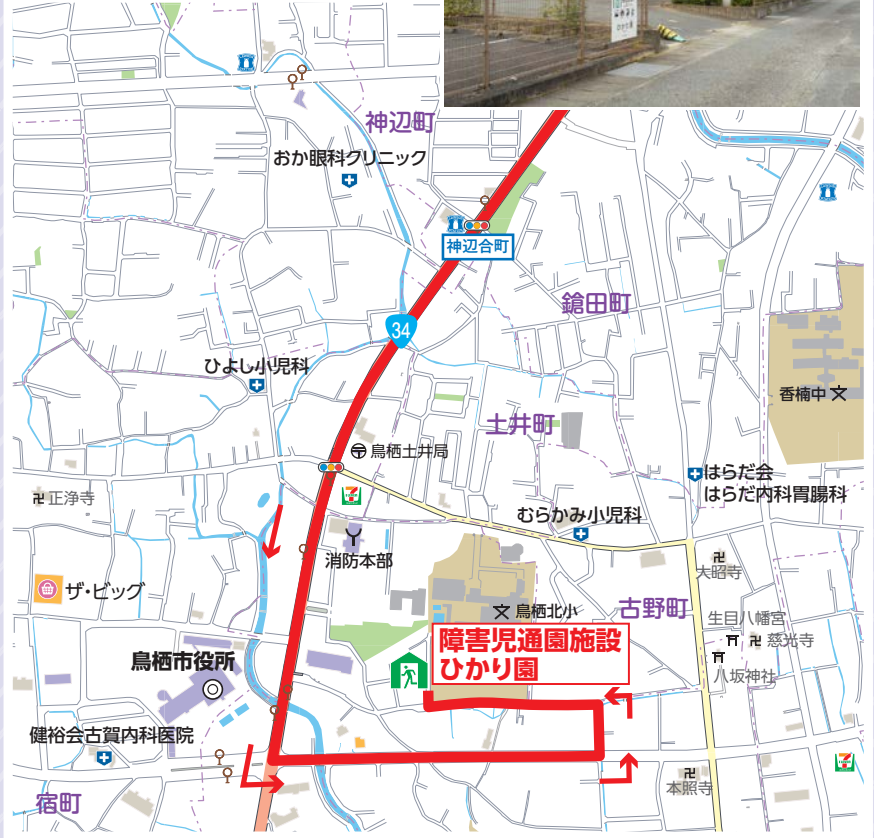 神辺町
おか眼科クリニック
神辺合町
鎗田町
34
ひよし小児科
香楠中
土井町
鳥栖土井局
はらだ会
はらだ内科胃腸科
正浄寺
むらかみ小児科
消防本部
大昭寺
ザ・ビッグ
鳥栖北小
古野町
生目八幡宮
慈光寺
障害児通園施設
ひかり園
鳥栖市役所
八坂神社
健裕会古賀内科医院
本照寺
宿町